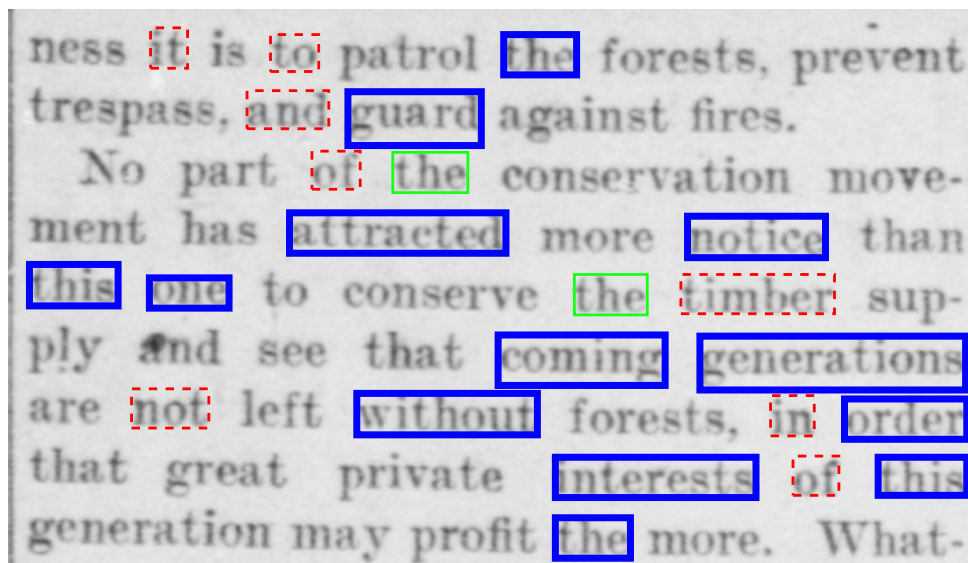 ness it is to patrol the forests, prevent
trespass, and guard against fires.
No part of the conservation move-
ment has attracted more notice than
this one to conserve the timber sup-
ply and see that coming generations
are not left without forests, in order
that great private interests of this
generation may profit the more. What-